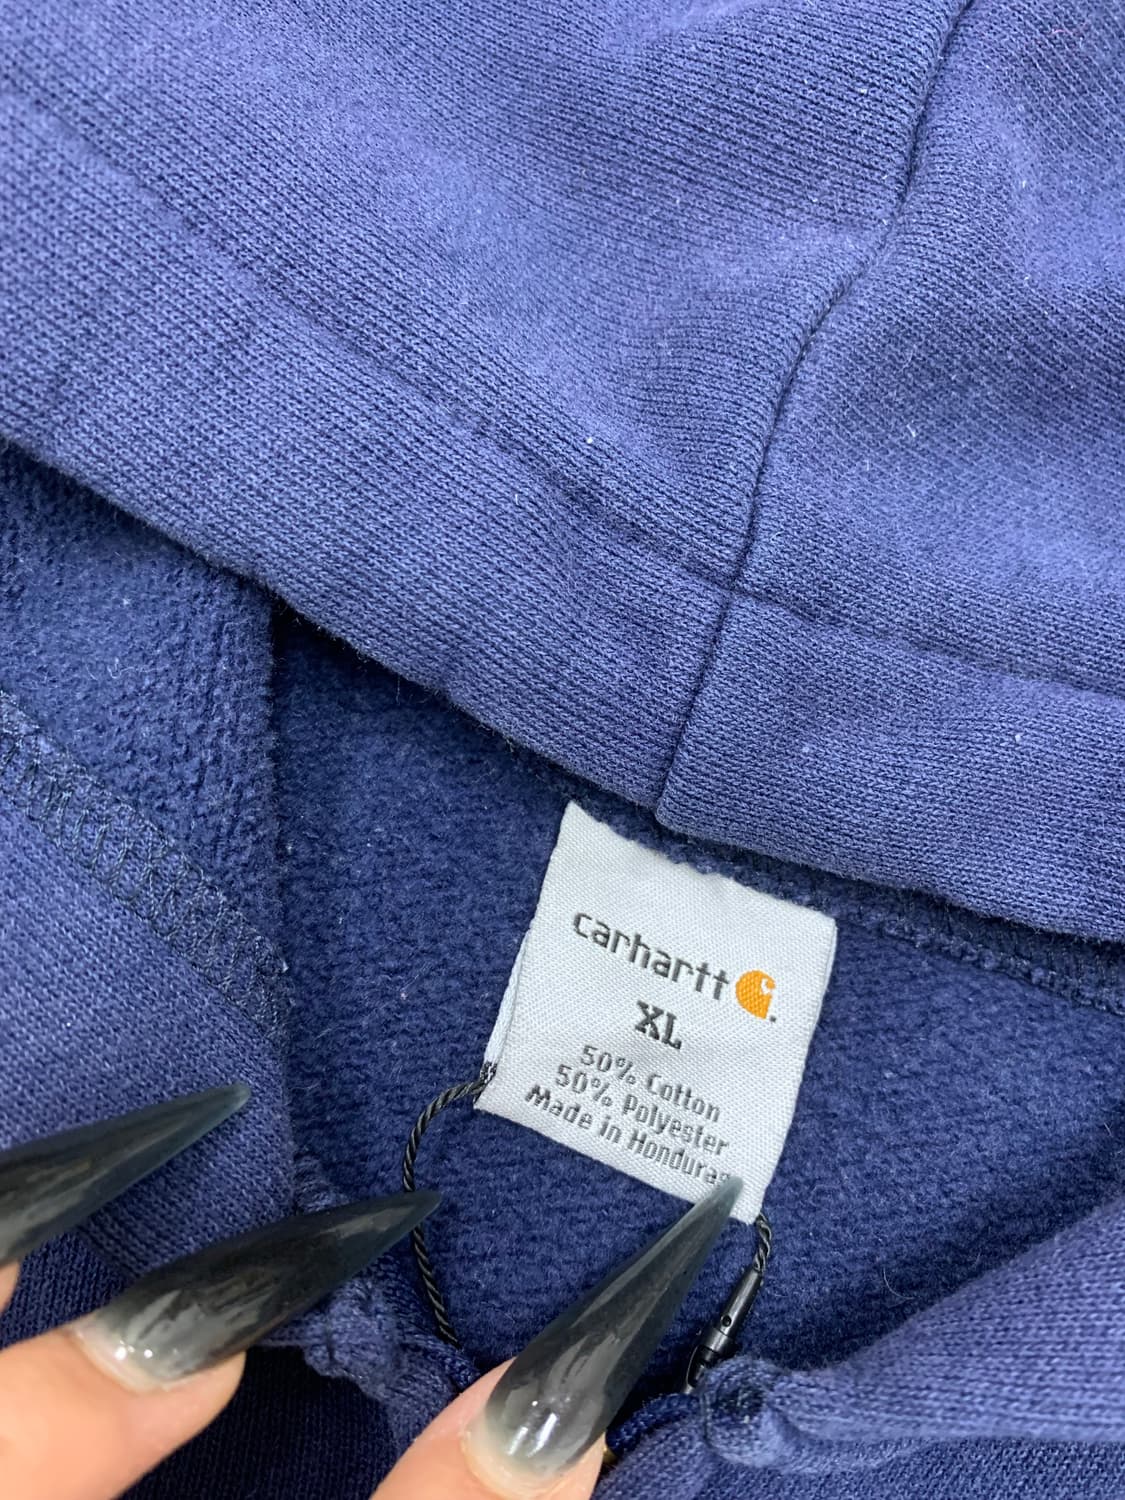 carhartt
XL
50% Cotton
50% Polyester
Made in Honduras